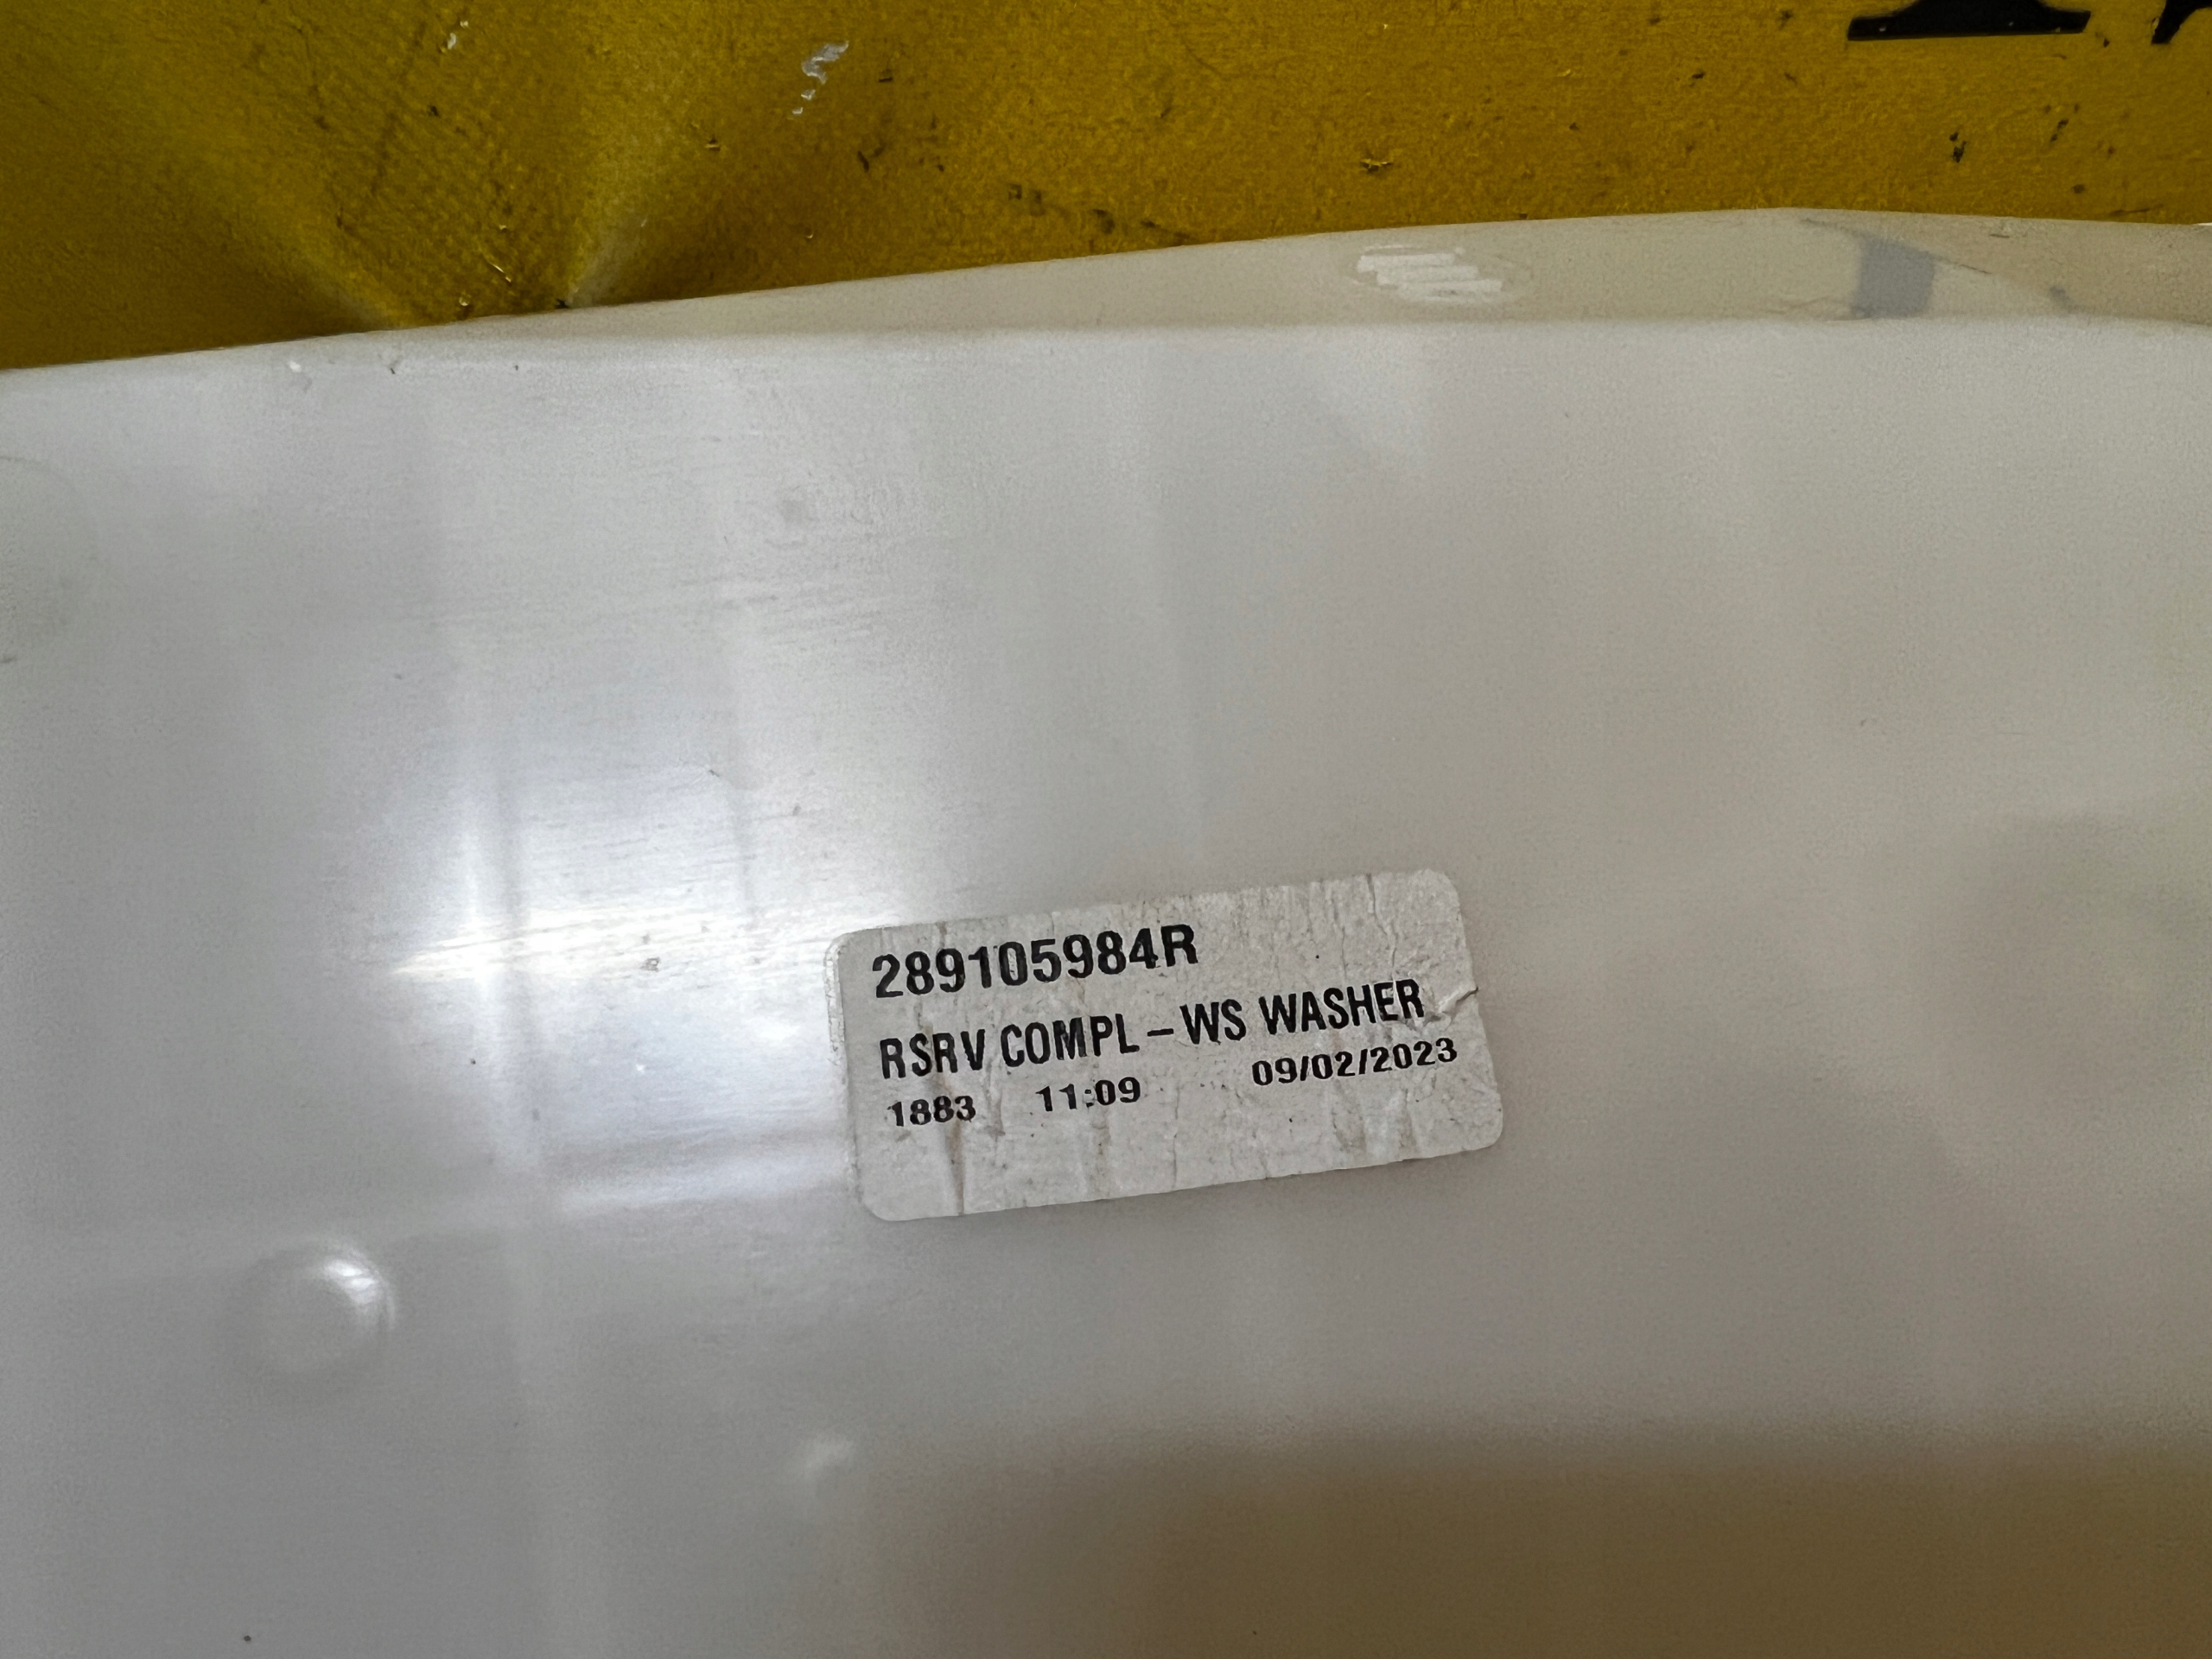 289105984R
RSRV COMPL – WS WASHER
1883 11:09 09/02/2023